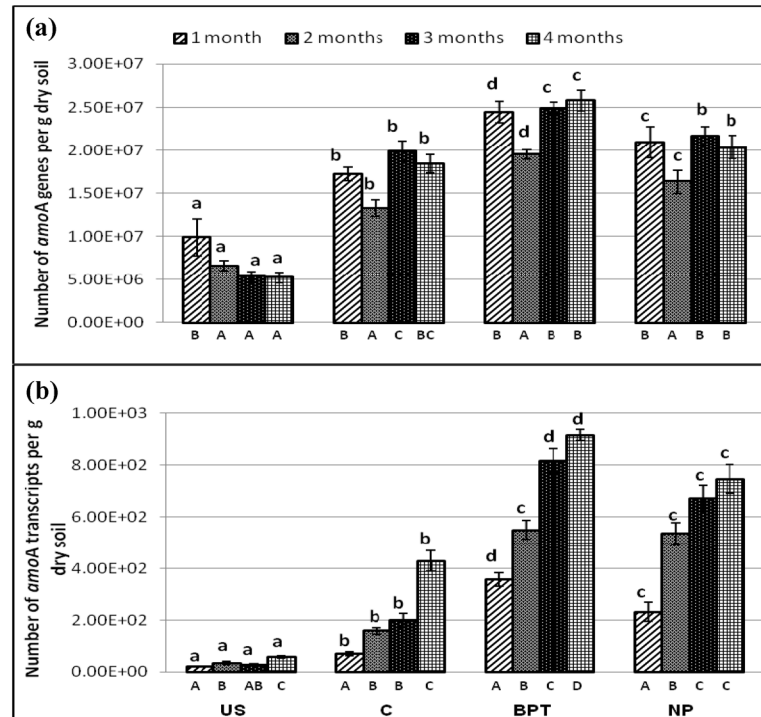 (a)
1 month 2 months 3 months 4 months
Number of amoA genes per g dry soil
3.00E+07
2.50E+07
2.00E+07
1.50E+07
1.00E+07
5.00E+06
0.00E+00
a a a a b b b b d d c c c c b b
B A A A B A C BC B A B B B B B B
(b)
Number of amoA transcripts per g
dry soil
1.00E+03
8.00E+02
6.00E+02
4.00E+02
2.00E+02
0.00E+00
a a a a b b b b d c d d c c c c
A B AB C A B B C A B C D A B C C
US C BPT NP